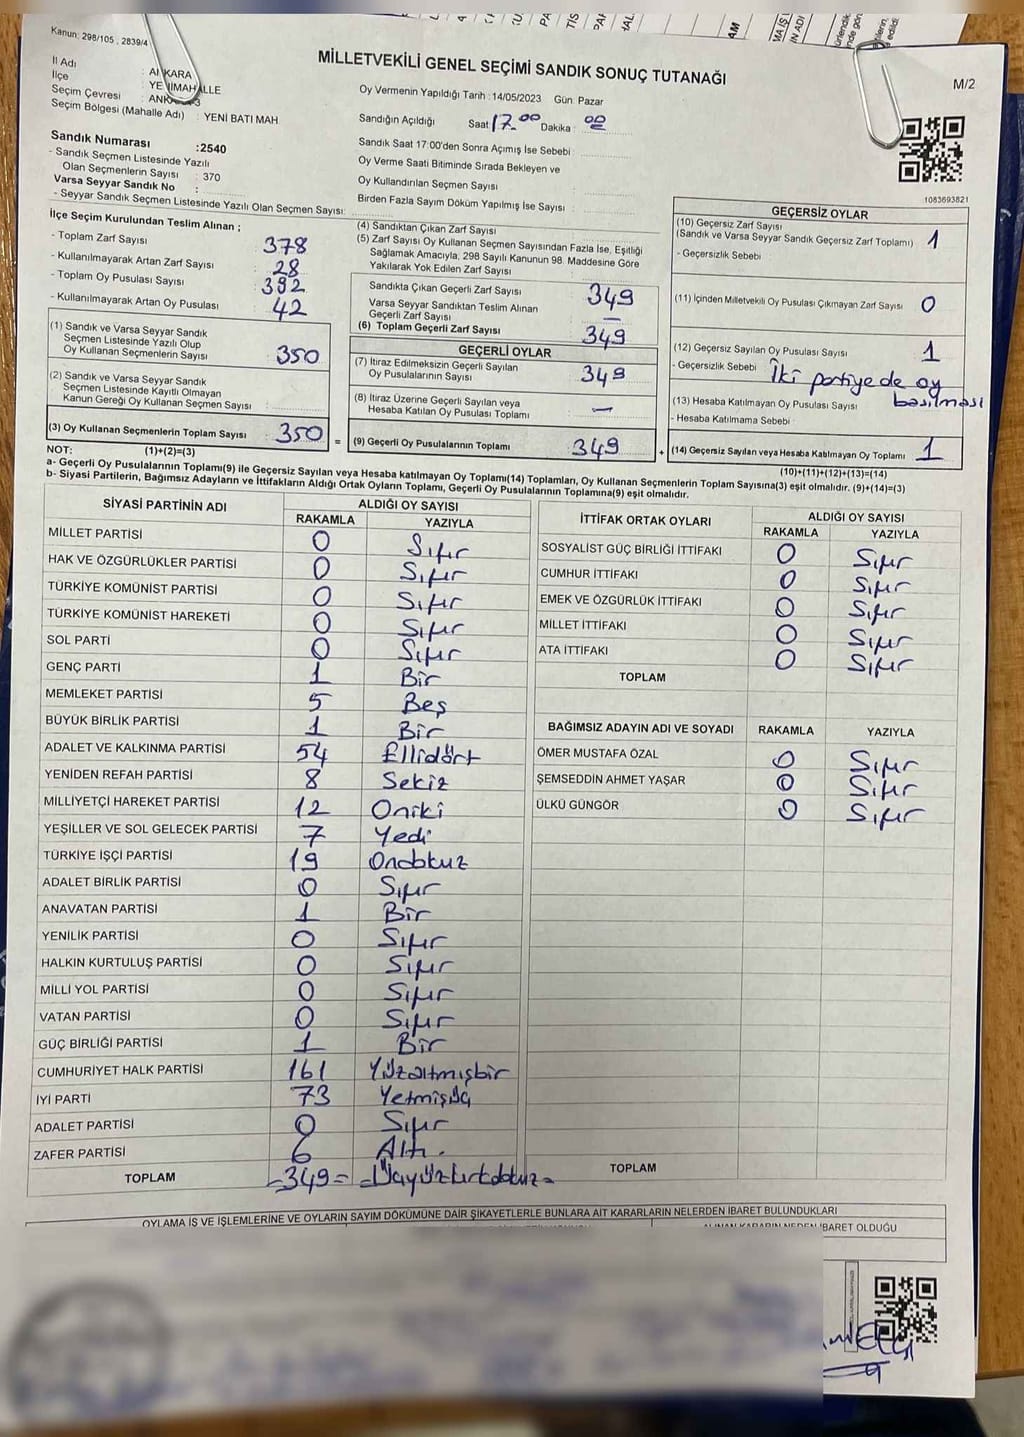 Kanun: 298/105 , 2839/4
MİLLETVEKİLİ GENEL SEÇİMİ SANDIK SONUÇ TUTANAĞI
M/2
İl Adı : ANKARA
İlçe : YENİMAHALLE
Seçim Çevresi : ANKARA 3
Seçim Bölgesi (Mahalle Adı) : YENİ BATI MAH
Sandık Numarası :2540
- Sandık Seçmen Listesinde Yazılı
Olan Seçmenlerin Sayısı : 370
Varsa Seyyar Sandık No :
- Seyyar Sandık Seçmen Listesinde Yazılı Olan Seçmen Sayısı:
Oy Vermenin Yapıldığı Tarih : 14/05/2023 Gün Pazar
Sandığın Açıldığı Saat : 17.00 Dakika : 00
Sandık Saat 17:00'den Sonra Açılmış İse Sebebi :
Oy Verme Saati Bitiminde Sırada Bekleyen ve
Oy Kullandırılan Seçmen Sayısı :
Birden Fazla Sayım Döküm Yapılmış İse Sayısı :
1083693821
İlçe Seçim Kurulundan Teslim Alınan ;
- Toplam Zarf Sayısı : 378
- Kullanılmayarak Artan Zarf Sayısı : 28
- Toplam Oy Pusulası Sayısı : 392
- Kullanılmayarak Artan Oy Pusulası : 42
(1) Sandık ve Varsa Seyyar Sandık
Seçmen Listesinde Yazılı Olup
Oy Kullanan Seçmenlerin Sayısı : 350
(2) Sandık ve Varsa Seyyar Sandık
Seçmen Listesinde Kayıtlı Olmayan
Kanun Gereği Oy Kullanan Seçmen Sayısı :
(3) Oy Kullanan Seçmenlerin Toplam Sayısı : 350
(4) Sandıktan Çıkan Zarf Sayısı :
(5) Zarf Sayısı Oy Kullanan Seçmen Sayısından Fazla İse, Eşitliği
Sağlamak Amacıyla, 298 Sayılı Kanunun 98. Maddesine Göre
Yakılarak Yok Edilen Zarf Sayısı :
Sandıkta Çıkan Geçerli Zarf Sayısı : 349
Varsa Seyyar Sandıktan Teslim Alınan
Geçerli Zarf Sayısı : —
(6) Toplam Geçerli Zarf Sayısı : 349
GEÇERLİ OYLAR
(7) İtiraz Edilmeksizin Geçerli Sayılan
Oy Pusulalarının Sayısı : 349
(8) İtiraz Üzerine Geçerli Sayılan veya
Hesaba Katılan Oy Pusulası Toplamı : —
= (9) Geçerli Oy Pusulalarının Toplamı : 349 +
GEÇERSİZ OYLAR
(10) Geçersiz Zarf Sayısı
(Sandık ve Varsa Seyyar Sandık Geçersiz Zarf Toplamı) : 1
- Geçersizlik Sebebi
(11) İçinden Milletvekili Oy Pusulası Çıkmayan Zarf Sayısı : 0
(12) Geçersiz Sayılan Oy Pusulası Sayısı : 1
- Geçersizlik Sebebi : İki partiye de oy
basılması
(13) Hesaba Katılmayan Oy Pusulası Sayısı :
- Hesaba Katılmama Sebebi :
(14) Geçersiz Sayılan veya Hesaba Katılmayan Oy Toplamı : 1
NOT: (1)+(2)=(3)
(10)+(11)+(12)+(13)=(14)
a- Geçerli Oy Pusulalarının Toplamı(9) ile Geçersiz Sayılan veya Hesaba katılmayan Oy Toplamı(14) Toplamları, Oy Kullanan Seçmenlerin Toplam Sayısına(3) eşit olmalıdır. (9)+(14)=(3)
b- Siyasi Partilerin, Bağımsız Adayların ve İttifakların Aldığı Ortak Oyların Toplamı, Geçerli Oy Pusulalarının Toplamına(9) eşit olmalıdır.
SİYASİ PARTİNİN ADI ALDIĞI OY SAYISI
RAKAMLA YAZIYLA
MİLLET PARTİSİ 0 Sıfır
HAK VE ÖZGÜRLÜKLER PARTİSİ 0 Sıfır
TÜRKİYE KOMÜNİST PARTİSİ 0 Sıfır
TÜRKİYE KOMÜNİST HAREKETİ 0 Sıfır
SOL PARTİ 0 Sıfır
GENÇ PARTİ 1 Bir
MEMLEKET PARTİSİ 5 Beş
BÜYÜK BİRLİK PARTİSİ 1 Bir
ADALET VE KALKINMA PARTİSİ 54 Ellidört
YENİDEN REFAH PARTİSİ 8 Sekiz
MİLLİYETÇİ HAREKET PARTİSİ 12 Oniki
YEŞİLLER VE SOL GELECEK PARTİSİ 7 Yedi
TÜRKİYE İŞÇİ PARTİSİ 19 Ondokuz
ADALET BİRLİK PARTİSİ 0 Sıfır
ANAVATAN PARTİSİ 1 Bir
YENİLİK PARTİSİ 0 Sıfır
HALKIN KURTULUŞ PARTİSİ 0 Sıfır
MİLLİ YOL PARTİSİ 0 Sıfır
VATAN PARTİSİ 0 Sıfır
GÜÇ BİRLİĞİ PARTİSİ 1 Bir
CUMHURİYET HALK PARTİSİ 161 Yüzaltmışbir
İYİ PARTİ 73 Yetmişüç
ADALET PARTİSİ 0 Sıfır
ZAFER PARTİSİ 6 Altı.
TOPLAM -349= =Üçyüzkırkdokuz=
İTTİFAK ORTAK OYLARI ALDIĞI OY SAYISI
RAKAMLA YAZIYLA
SOSYALİST GÜÇ BİRLİĞİ İTTİFAKI 0 Sıfır
CUMHUR İTTİFAKI 0 Sıfır
EMEK VE ÖZGÜRLÜK İTTİFAKI 0 Sıfır
MİLLET İTTİFAKI 0 Sıfır
ATA İTTİFAKI 0 Sıfır
TOPLAM
BAĞIMSIZ ADAYIN ADI VE SOYADI RAKAMLA YAZIYLA
ÖMER MUSTAFA ÖZAL 0 Sıfır
ŞEMSEDDİN AHMET YAŞAR 0 Sıfır
ÜLKÜ GÜNGÖR 0 Sıfır
TOPLAM
OYLAMA İŞ VE İŞLEMLERİNE VE OYLARIN SAYIM DÖKÜMÜNE DAİR ŞİKAYETLERLE BUNLARA AİT KARARLARIN NELERDEN İBARET BULUNDUKLARI
ALINAN KARARIN NEDEN İBARET OLDUĞU